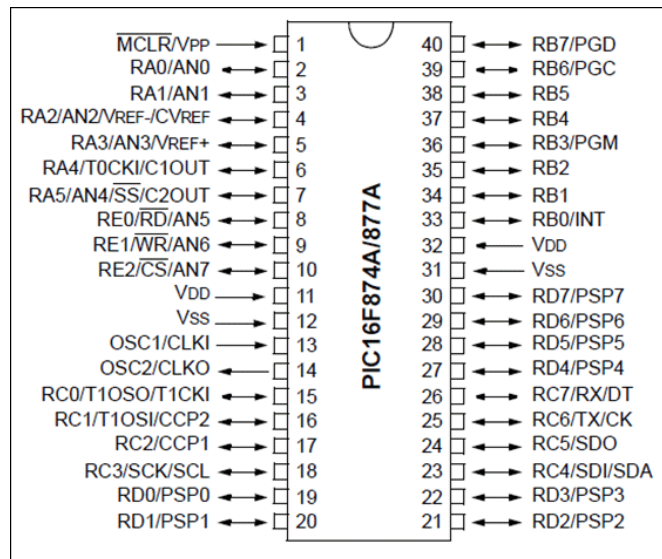 MCLR/VPP 1 40 RB7/PGD
RA0/AN0 2 39 RB6/PGC
RA1/AN1 3 38 RB5
RA2/AN2/VREF-/CVREF 4 37 RB4
RA3/AN3/VREF+ 5 36 RB3/PGM
RA4/T0CKI/C1OUT 6 35 RB2
RA5/AN4/SS/C2OUT 7 34 RB1
RE0/RD/AN5 8 33 RB0/INT
RE1/WR/AN6 9 32 VDD
RE2/CS/AN7 10 31 VSS
VDD 11 30 RD7/PSP7
VSS 12 29 RD6/PSP6
OSC1/CLKI 13 28 RD5/PSP5
OSC2/CLKO 14 27 RD4/PSP4
RC0/T1OSO/T1CKI 15 26 RC7/RX/DT
RC1/T1OSI/CCP2 16 25 RC6/TX/CK
RC2/CCP1 17 24 RC5/SDO
RC3/SCK/SCL 18 23 RC4/SDI/SDA
RD0/PSP0 19 22 RD3/PSP3
RD1/PSP1 20 21 RD2/PSP2
PIC16F874A/877A